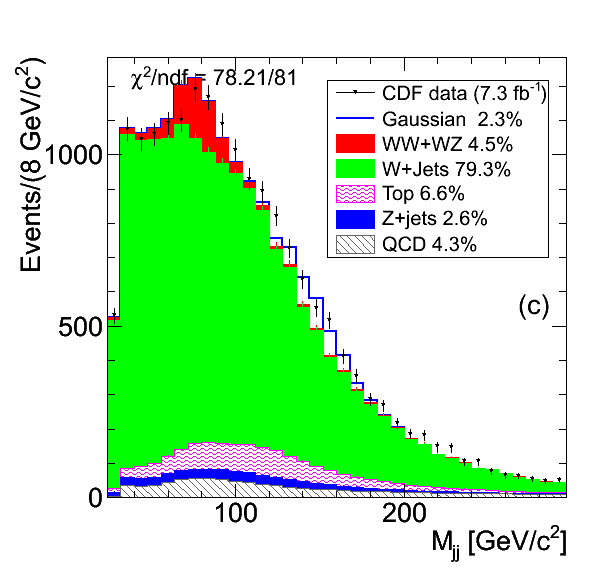 χ²/ndf = 78.21/81
CDF data (7.3 fb⁻¹)
Gaussian 2.3%
WW+WZ 4.5%
W+Jets 79.3%
Top 6.6%
Z+jets 2.6%
QCD 4.3%
(c)
Events/(8 GeV/c²)
1000
500
0
100
200
Mjj [GeV/c²]